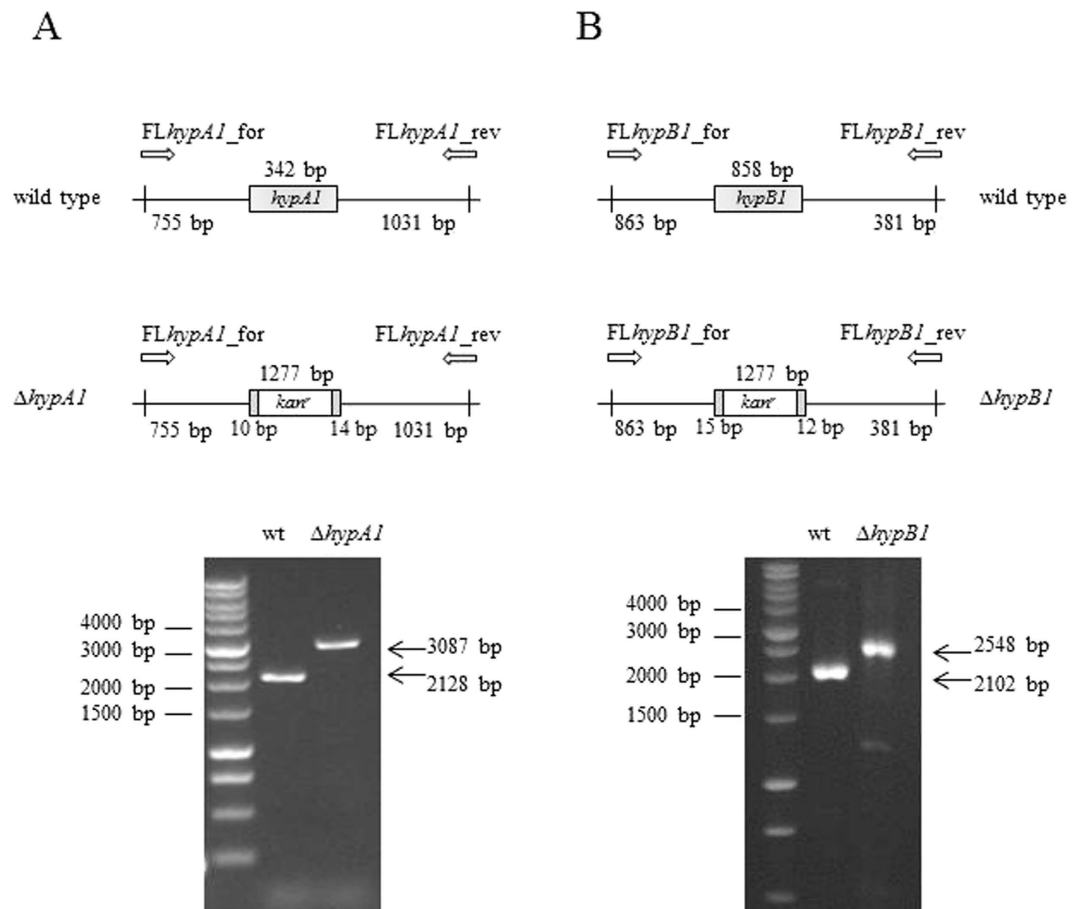 A
B
FLhypA1_for FLhypA1_rev
342 bp
wild type hypA1
755 bp 1031 bp
FLhypB1_for FLhypB1_rev
858 bp
hypB1 wild type
863 bp 381 bp
FLhypA1_for FLhypA1_rev
1277 bp
ΔhypA1 kanʳ
755 bp 10 bp 14 bp 1031 bp
FLhypB1_for FLhypB1_rev
1277 bp
kanʳ ΔhypB1
863 bp 15 bp 12 bp 381 bp
wt ΔhypA1
4000 bp
3000 bp
2000 bp
1500 bp
3087 bp
2128 bp
wt ΔhypB1
4000 bp
3000 bp
2000 bp
1500 bp
2548 bp
2102 bp